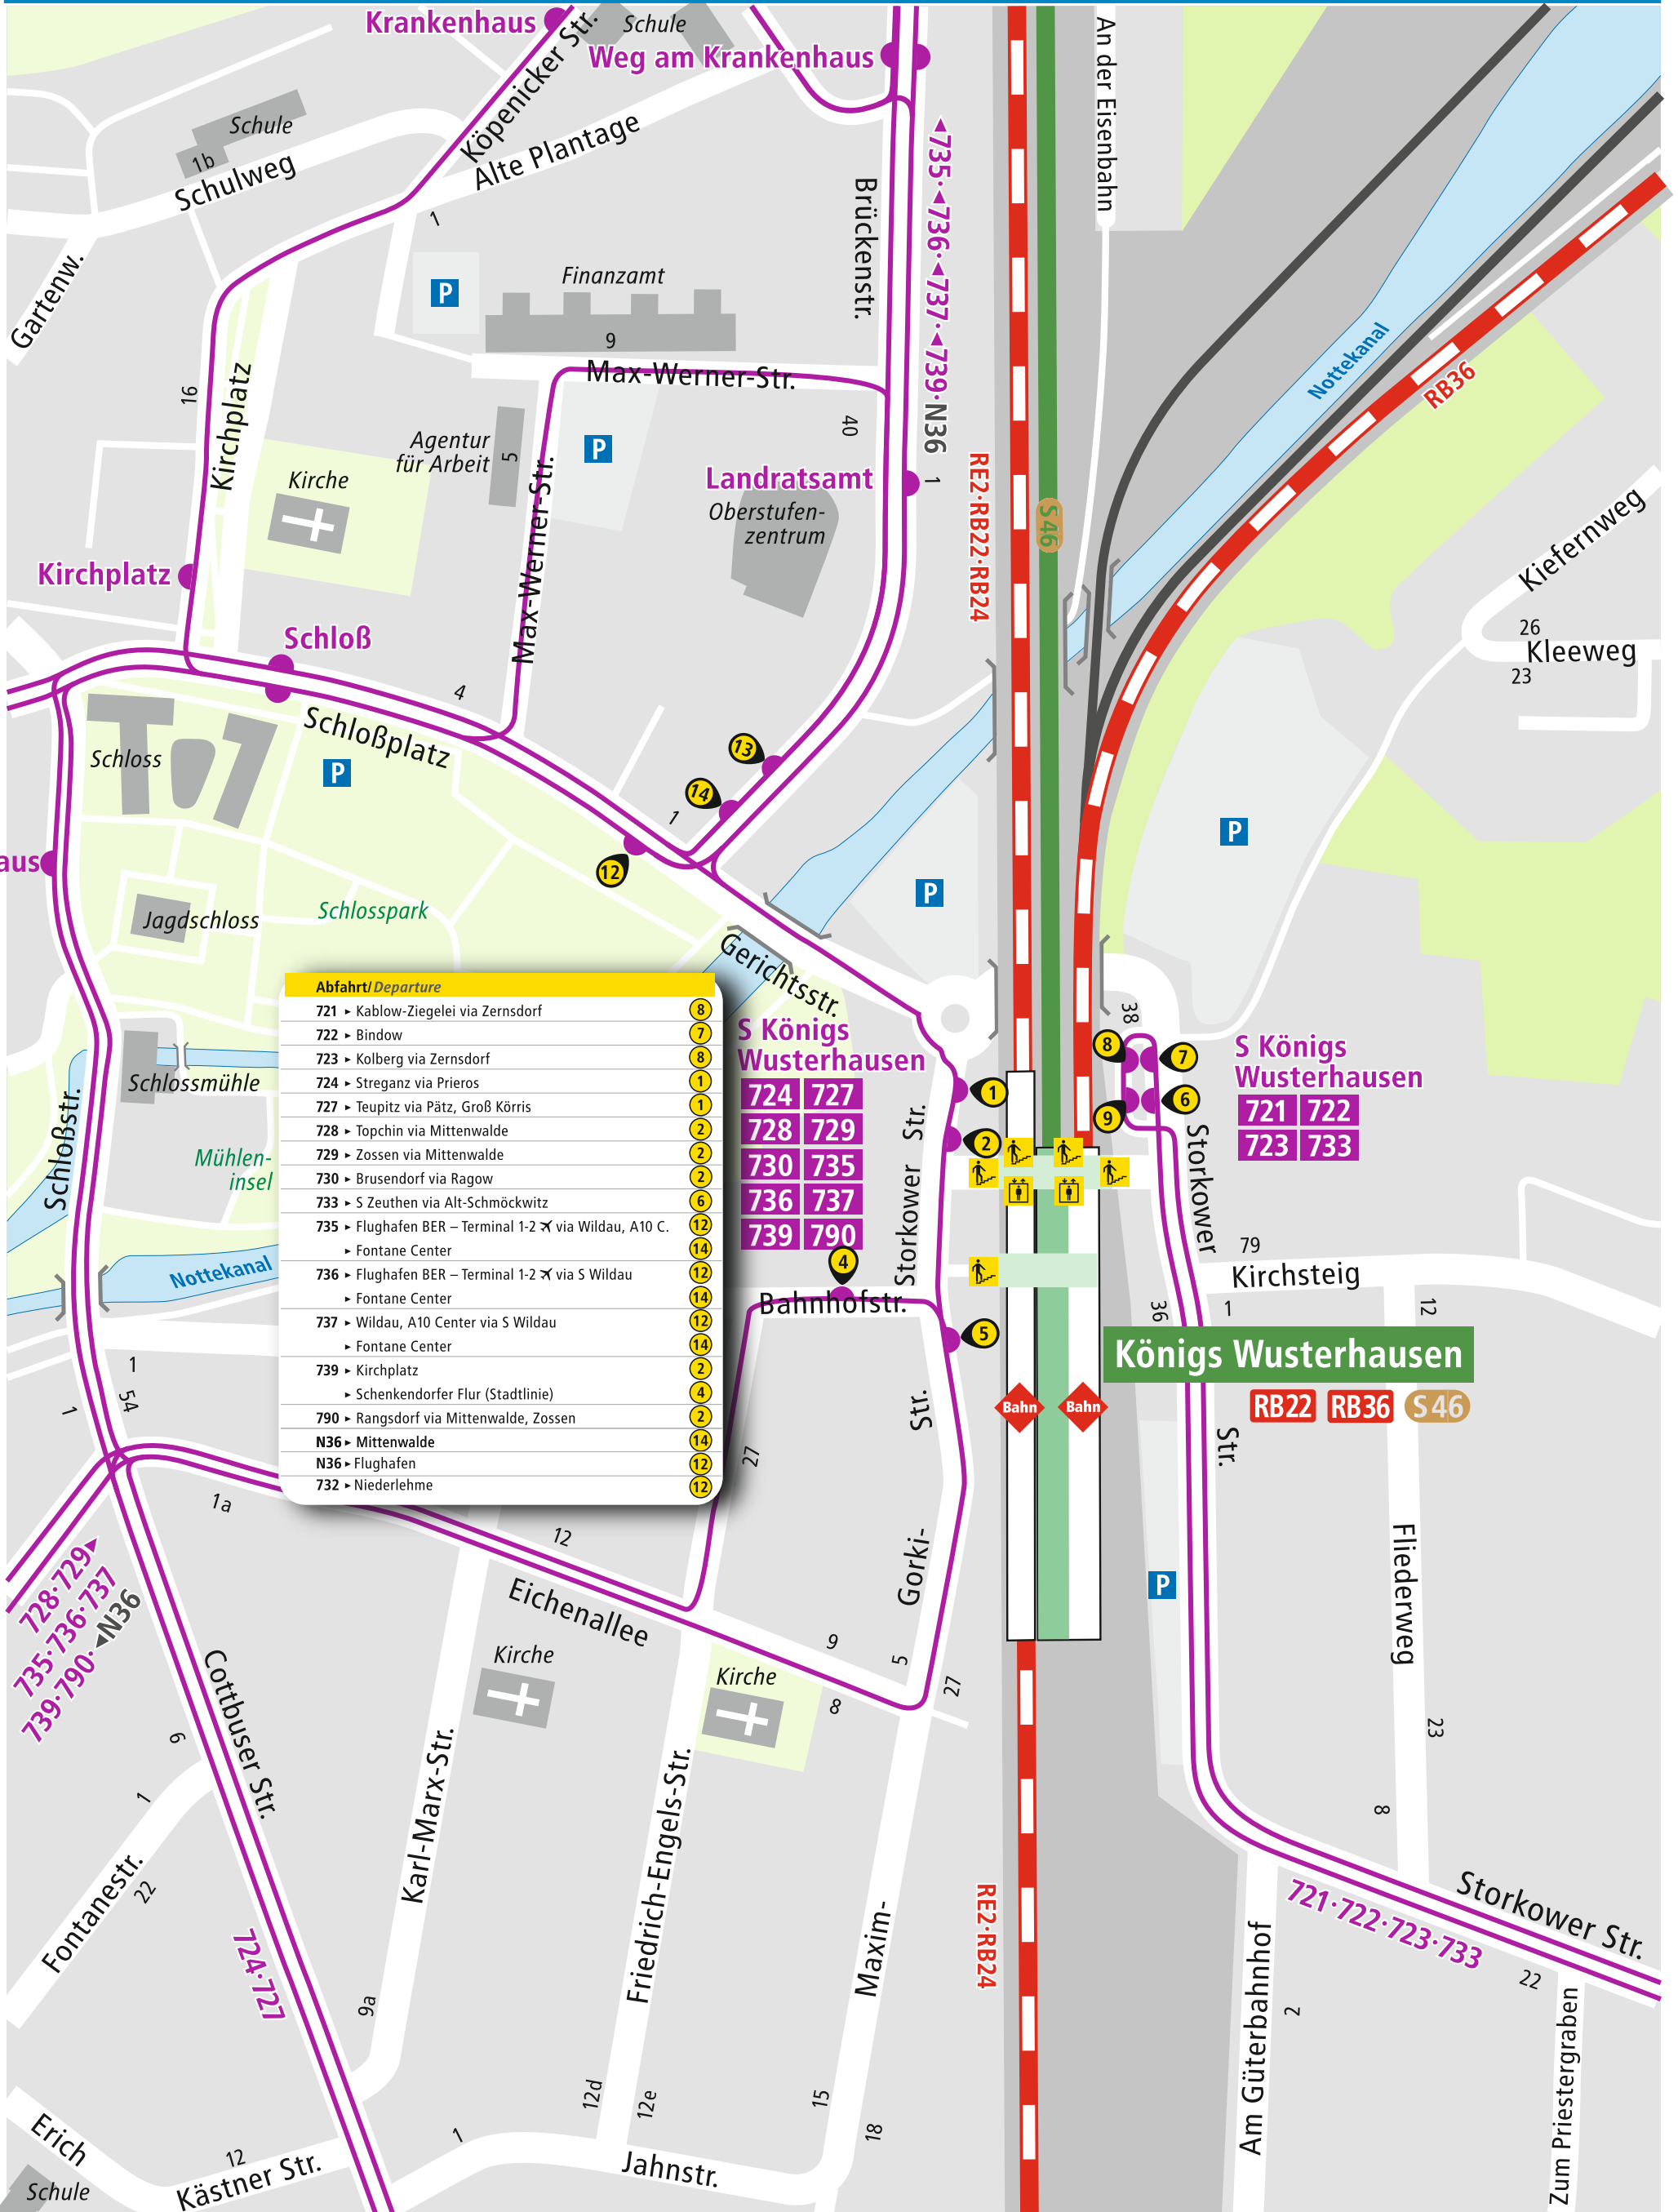 Krankenhaus
Köpenicker Str.
Schule
Weg am Krankenhaus
An der Eisenbahn
Schule
1b
Schulweg
Alte Plantage
1
Gartenw.
Brückenstr.
735·736·737·739·N36
P
Finanzamt
9
Max-Werner-Str.
16
Kirchplatz
40
Agentur
für Arbeit
5
P
Max-Werner-Str.
Kirche
Landratsamt
1
Oberstufen-
zentrum
RE2·RB22·RB24
S 46
Nottekanal
RB36
Kiefernweg
26
Kleeweg
23
Kirchplatz
Schloß
4
Schloßplatz
Schloss
P
13
14
1
12
P
P
aus
Jagdschloss
Schlosspark
Gerichtsstr.
Schlossmühle
Schloßstr.
Mühlen-
insel
Nottekanal
Abfahrt/Departure
721 ▸ Kablow-Ziegelei via Zernsdorf 8
722 ▸ Bindow 7
723 ▸ Kolberg via Zernsdorf 8
724 ▸ Streganz via Prieros 1
727 ▸ Teupitz via Pätz, Groß Körris 1
728 ▸ Topchin via Mittenwalde 2
729 ▸ Zossen via Mittenwalde 2
730 ▸ Brusendorf via Ragow 2
733 ▸ S Zeuthen via Alt-Schmöckwitz 6
735 ▸ Flughafen BER – Terminal 1-2 ✈ via Wildau, A10 C. 12
▸ Fontane Center 14
736 ▸ Flughafen BER – Terminal 1-2 ✈ via S Wildau 12
▸ Fontane Center 14
737 ▸ Wildau, A10 Center via S Wildau 12
▸ Fontane Center 14
739 ▸ Kirchplatz 2
▸ Schenkendorfer Flur (Stadtlinie) 4
790 ▸ Rangsdorf via Mittenwalde, Zossen 2
N36 ▸ Mittenwalde 14
N36 ▸ Flughafen 12
732 ▸ Niederlehme 12
S Königs
Wusterhausen
724 727
728 729
730 735
736 737
739 790
4
Bahnhofstr.
Storkower Str.
1
2
5
38
8
7
9
6
S Königs
Wusterhausen
721 722
723 733
Storkower
79
Kirchsteig
36
1
12
Königs Wusterhausen
RB22 RB36 S 46
Bahn
Bahn
Str.
1
54
1
1a
27
12
Eichenallee
Gorki-
Str.
P
Fliederweg
728·729
735·736·737
739·790·N36
Kirche
Kirche
9
8
5
27
23
8
Cottbuser Str.
6
1
Fontanestr.
22
Karl-Marx-Str.
Friedrich-Engels-Str.
Maxim-
RE2·RB24
Storkower Str.
721·722·723·733
22
724·727
9a
Am Güterbahnhof
2
Zum Priestergraben
12d
12e
15
18
Erich
Kästner Str.
12
1
Jahnstr.
Schule